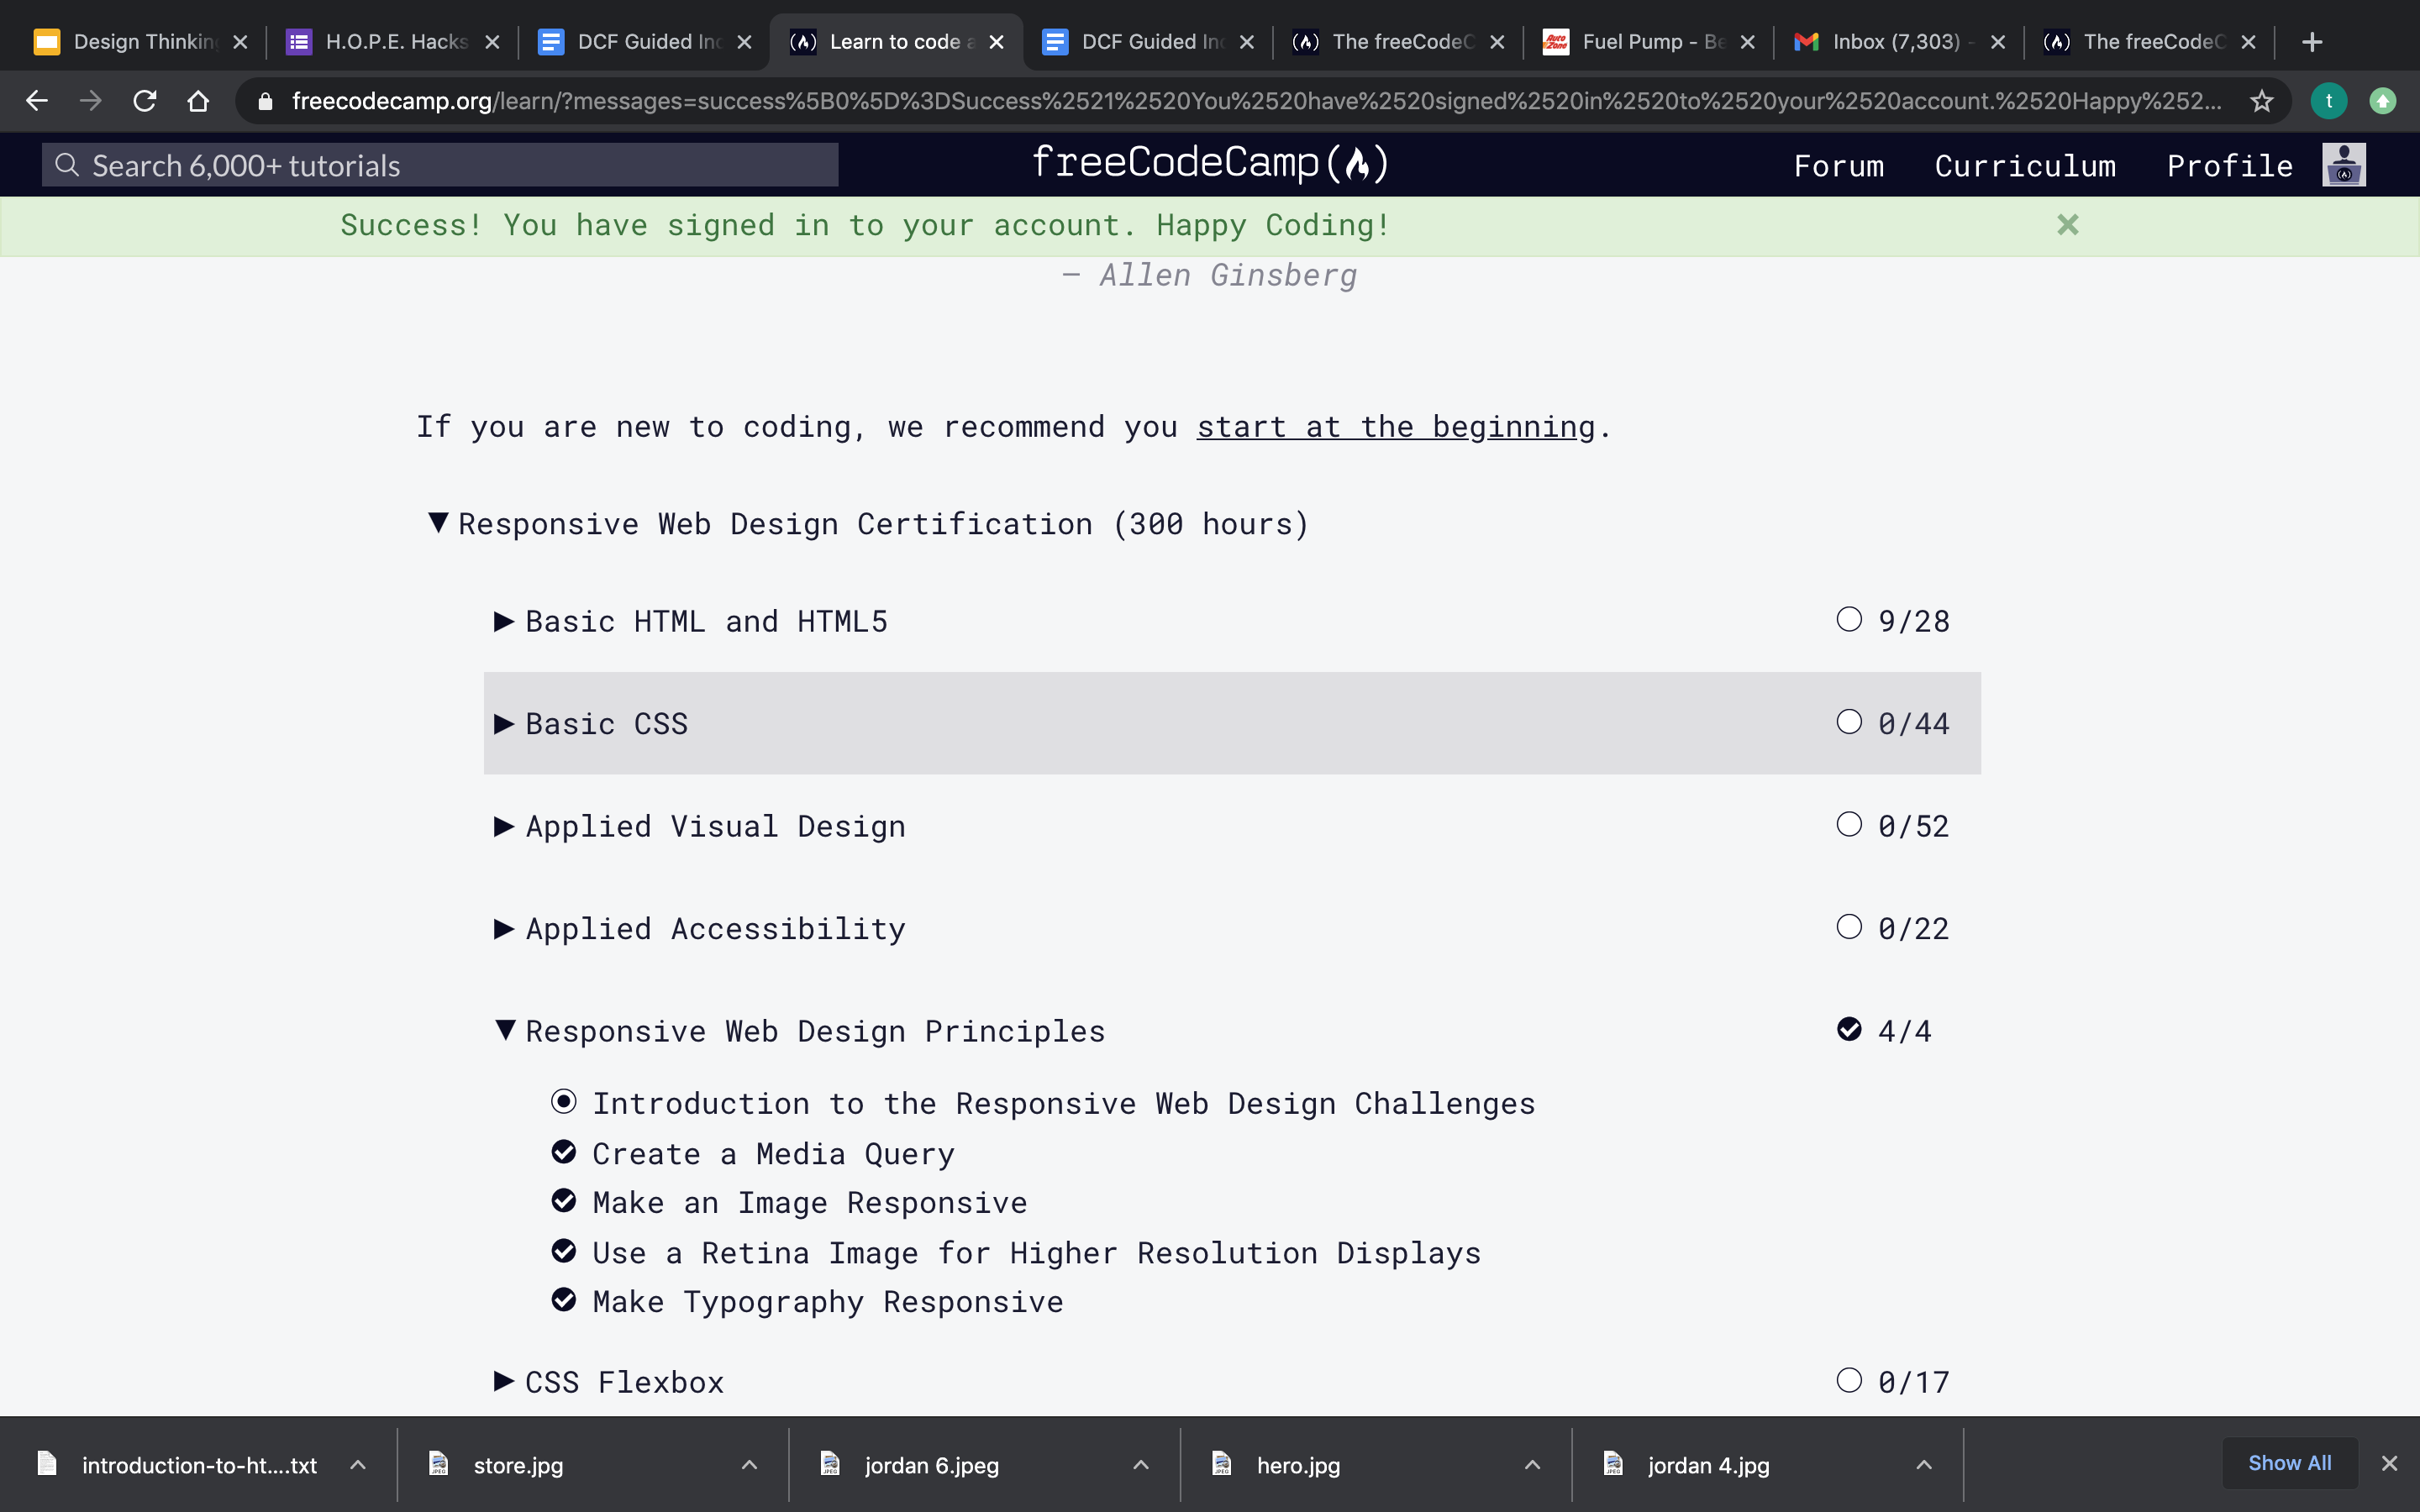 Design Thinkin
H.O.P.E. Hacks
DCF Guided Inc
Learn to code a
DCF Guided Inc
The freeCodeC
Fuel Pump - Be
Inbox (7,303) -
The freeCodeC
freecodecamp.org/learn/?messages=success%5B0%5D%3DSuccess%2521%2520You%2520have%2520signed%2520in%2520to%2520your%2520account.%2520Happy%252...
t
Search 6,000+ tutorials
freeCodeCamp
Forum
Curriculum
Profile
Success! You have signed in to your account. Happy Coding!
— Allen Ginsberg
If you are new to coding, we recommend you start at the beginning.
Responsive Web Design Certification (300 hours)
Basic HTML and HTML5 9/28
Basic CSS 0/44
Applied Visual Design 0/52
Applied Accessibility 0/22
Responsive Web Design Principles 4/4
Introduction to the Responsive Web Design Challenges
Create a Media Query
Make an Image Responsive
Use a Retina Image for Higher Resolution Displays
Make Typography Responsive
CSS Flexbox 0/17
introduction-to-ht....txt
store.jpg
jordan 6.jpeg
hero.jpg
jordan 4.jpg
Show All